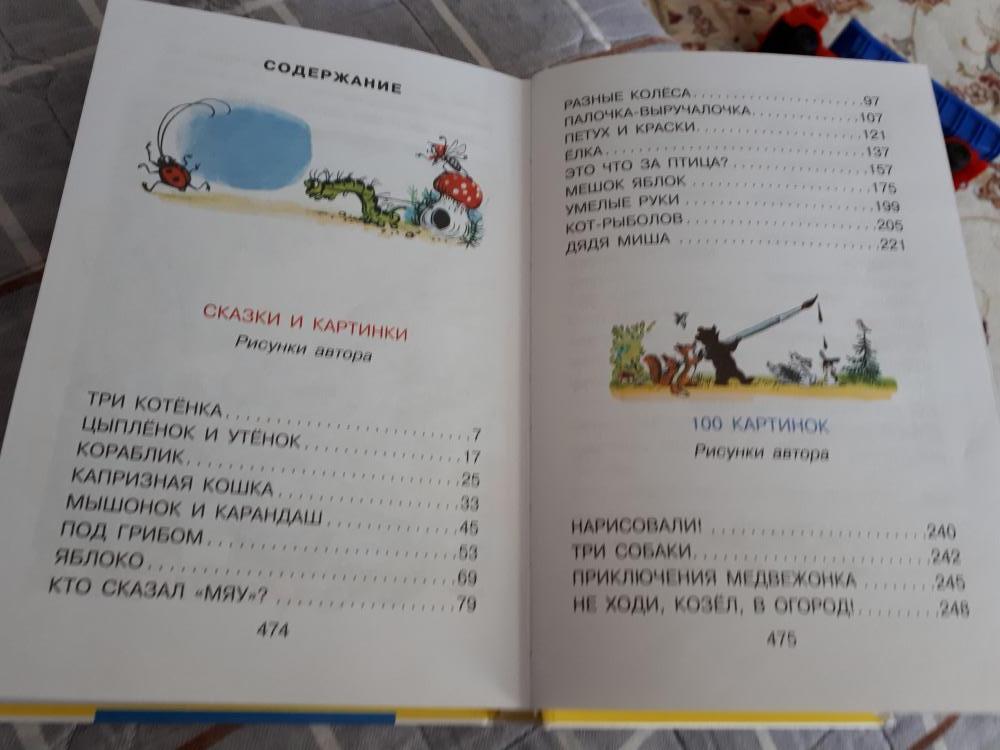 СОДЕРЖАНИЕ
СКАЗКИ И КАРТИНКИ
Рисунки автора
ТРИ КОТЁНКА 7
ЦЫПЛЁНОК И УТЁНОК 17
КОРАБЛИК 25
КАПРИЗНАЯ КОШКА 33
МЫШОНОК И КАРАНДАШ 45
ПОД ГРИБОМ 53
ЯБЛОКО 69
КТО СКАЗАЛ «МЯУ»? 79
474
РАЗНЫЕ КОЛЁСА 97
ПАЛОЧКА-ВЫРУЧАЛОЧКА 107
ПЕТУХ И КРАСКИ 121
ЁЛКА 137
ЭТО ЧТО ЗА ПТИЦА? 157
МЕШОК ЯБЛОК 175
УМЕЛЫЕ РУКИ 199
КОТ-РЫБОЛОВ 205
ДЯДЯ МИША 221
100 КАРТИНОК
Рисунки автора
НАРИСОВАЛИ! 240
ТРИ СОБАКИ 242
ПРИКЛЮЧЕНИЯ МЕДВЕЖОНКА 245
НЕ ХОДИ, КОЗЁЛ, В ОГОРОД! 248
475